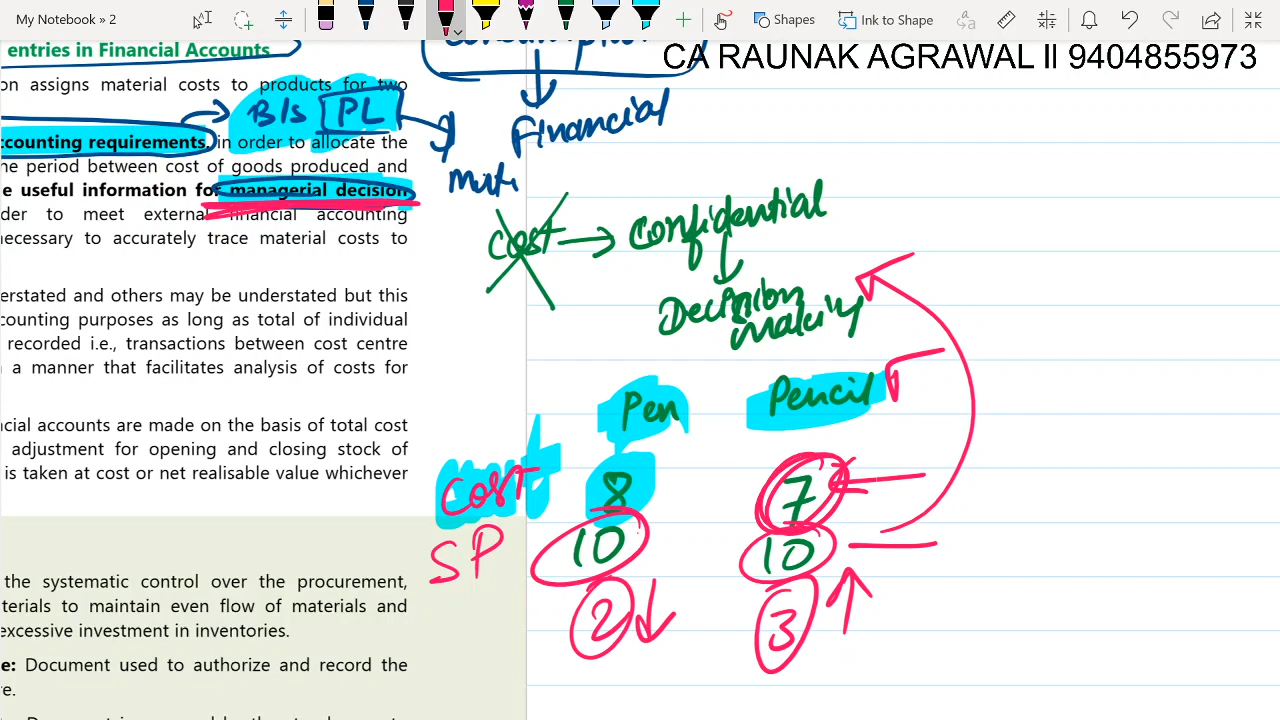 My Notebook » 2
Shapes
Ink to Shape
entries in Financial Accounts
CA RAUNAK AGRAWAL II 9404855973
on assigns material costs to products for two
B/s PL
Financial
ccounting requirements, in order to allocate the
he period between cost of goods produced and
e useful information for managerial decision
rder to meet external financial accounting
necessary to accurately trace material costs to
cost → Confidential
Decision
making
erstated and others may be understated but this
counting purposes as long as total of individual
recorded i.e., transactions between cost centre
a manner that facilitates analysis of costs for
Pen Pencil
ncial accounts are made on the basis of total cost
adjustment for opening and closing stock of
is taken at cost or net realisable value whichever
Cost 8 7
SP 10 10
2 3
the systematic control over the procurement,
terials to maintain even flow of materials and
excessive investment in inventories.
e: Document used to authorize and record the
re.